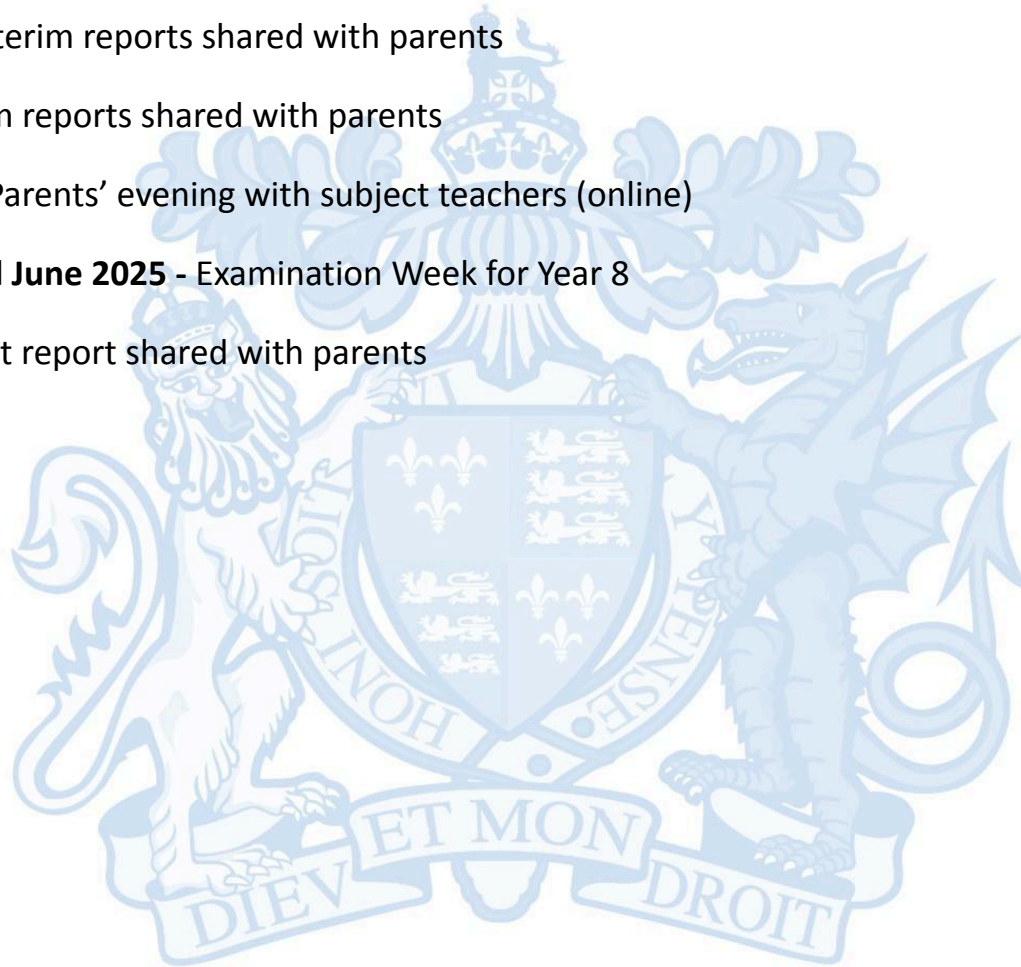 terim reports shared with parents
n reports shared with parents
Parents’ evening with subject teachers (online)
June 2025 - Examination Week for Year 8
t report shared with parents
HONI SOIT Y PENSE
DIEV ET MON DROIT